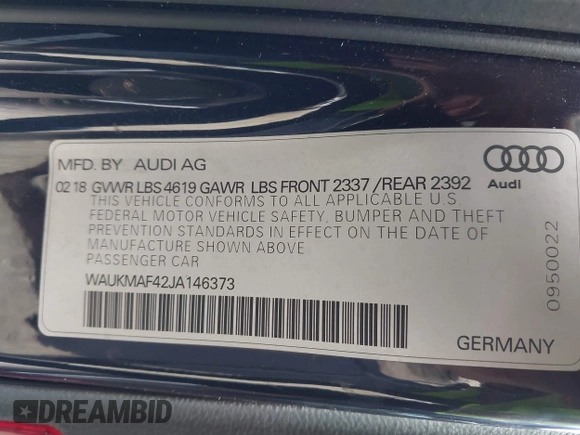 MFD. BY AUDI AG
0218 GVWR LBS 4619 GAWR LBS FRONT 2337 /REAR 2392
Audi
THIS VEHICLE CONFORMS TO ALL APPLICABLE U.S
FEDERAL MOTOR VEHICLE SAFETY, BUMPER AND THEFT
PREVENTION STANDARDS IN EFFECT ON THE DATE OF
MANUFACTURE SHOWN ABOVE
PASSENGER CAR
WAUKMAF42JA146373
0950022
GERMANY
DREAMBID